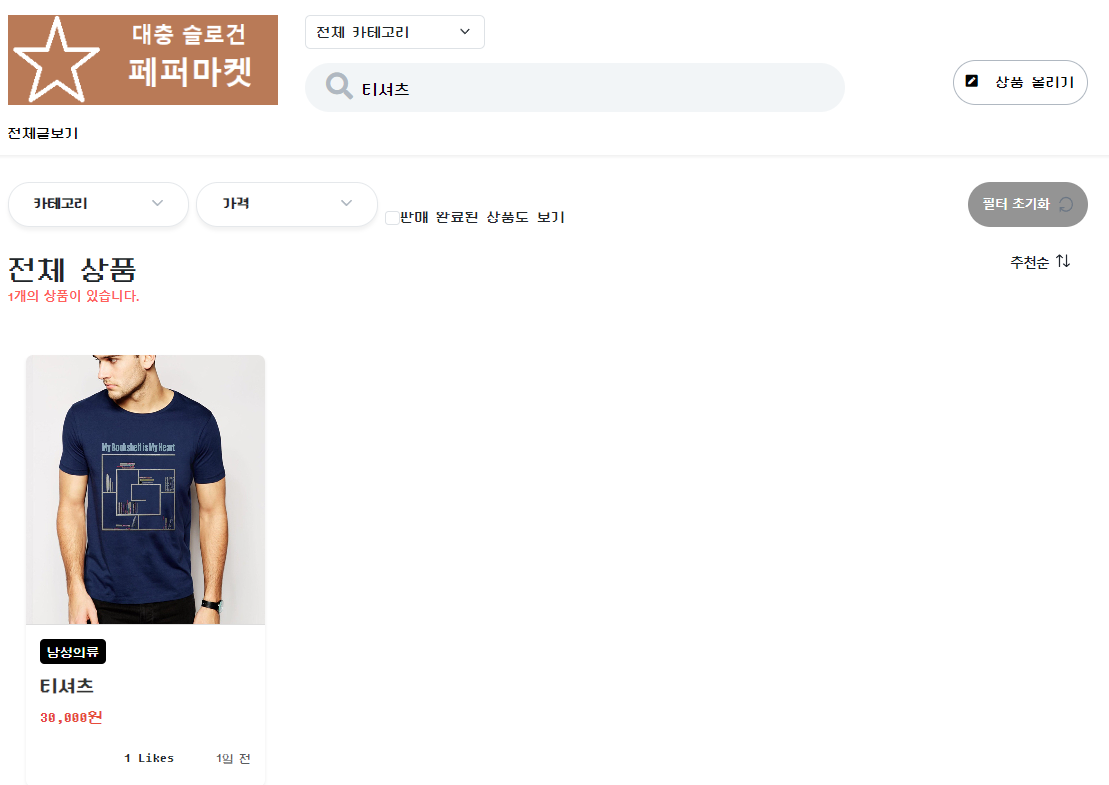 대충 슬로건
페퍼마켓
전체 카테고리
티셔츠
상품 올리기
전체글보기
카테고리
가격
판매 완료된 상품도 보기
필터 초기화
전체 상품
1개의 상품이 있습니다.
추천순
My Bookshelf is My Heart
남성의류
티셔츠
30,000원
1 Likes
1일 전